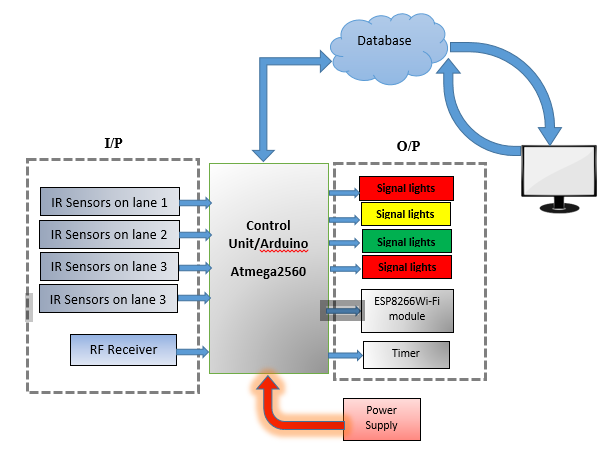 Database
I/P
O/P
IR Sensors on lane 1
IR Sensors on lane 2
IR Sensors on lane 3
IR Sensors on lane 3
RF Receiver
Control
Unit/Arduino
Atmega2560
Signal lights
Signal lights
Signal lights
Signal lights
ESP8266Wi-Fi
module
Timer
Power
Supply